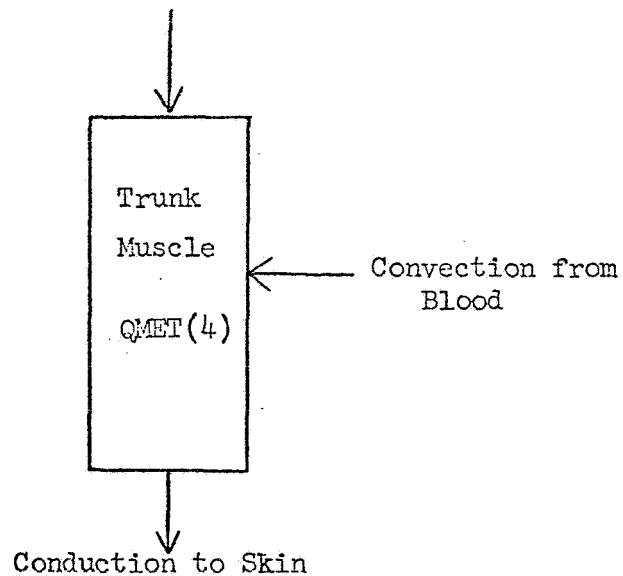 Trunk
Muscle
QMET(4)
Convection from
Blood
Conduction to Skin